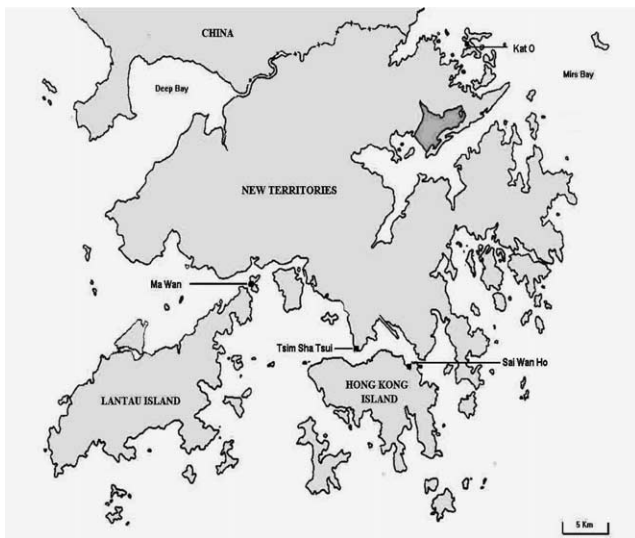 CHINA
Kat O
Mirs Bay
Deep Bay
NEW TERRITORIES
Ma Wan
Tsim Sha Tsui
Sai Wan Ho
HONG KONG
ISLAND
LANTAU ISLAND
5 Km